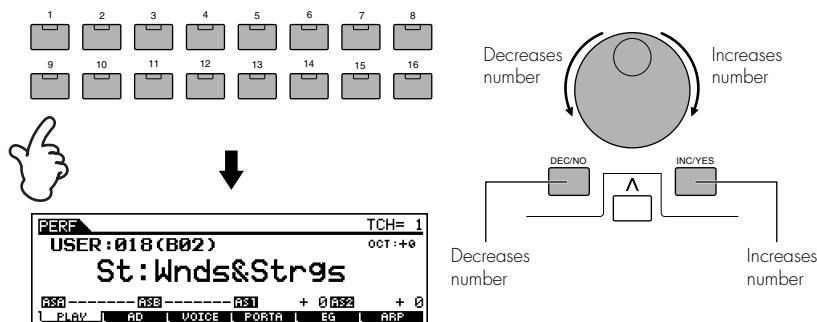 1 2 3 4 5 6 7 8
9 10 11 12 13 14 15 16
PERF TCH= 1
USER:018(B02) OCT:+0
St:Wnds&Strgs
AS1 ------- ASB ------- AS1 + 0 AS2 + 0
PLAY AD VOICE PORTA EG ARP
Decreases
number
Increases
number
DEC/NO INC/YES
Λ
Decreases
number
Increases
number